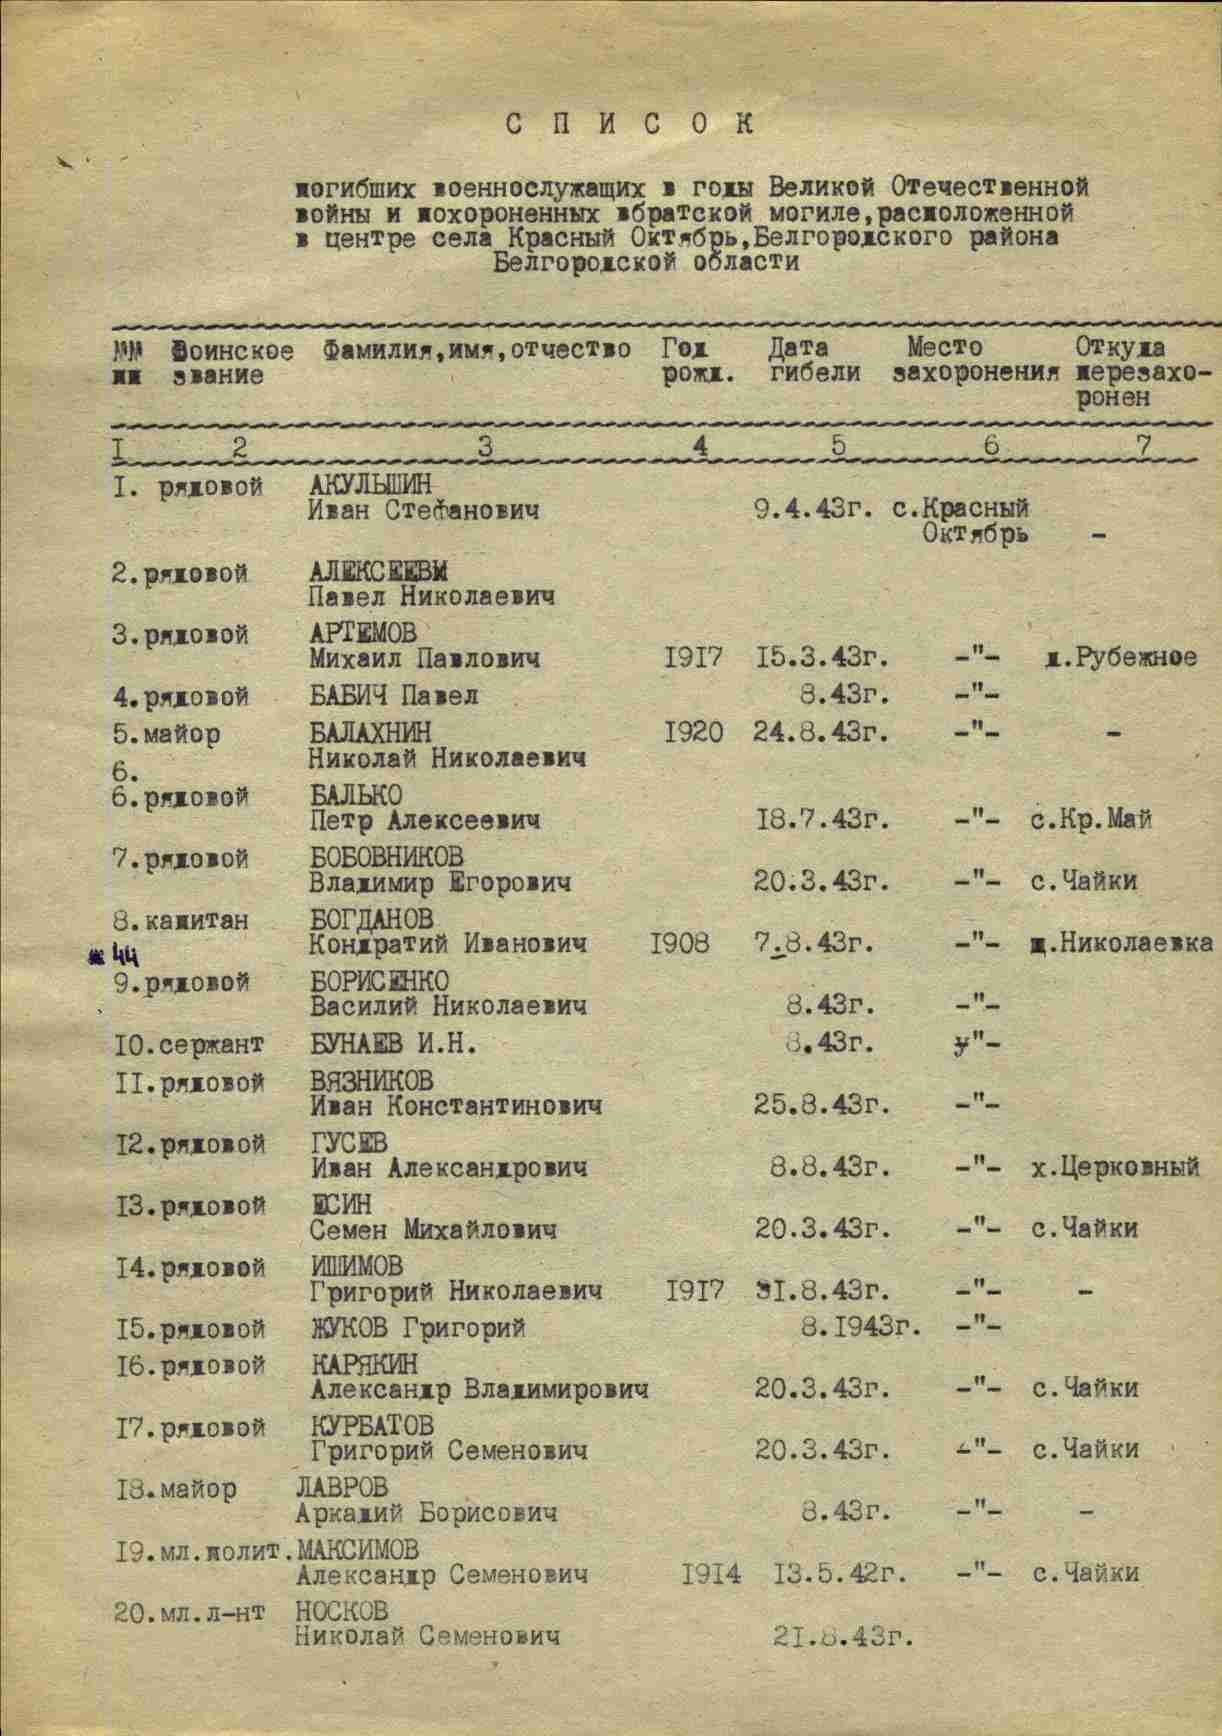 С П И С О К
погибших военнослужащих в годы Великой Отечественной
войны и похороненных вбратской могиле,расположенной
в центре села Красный Октябрь,Белгородского района
Белгородской области
№№ Воинское Фамилия,имя,отчество Год Дата Место Откуда
пп звание рожд. гибели захоронения перезахо-
ронен
I 2 3 4 5 6 7
I. рядовой АКУЛЬШИН
Иван Стефанович 9.4.43г. с.Красный
Октябрь -
2.рядовой АЛЕКСЕЕВЫ
Павел Николаевич
3.рядовой АРТЕМОВ
Михаил Павлович I9I7 I5.3.43г. -"- д.Рубежное
4.рядовой БАБИЧ Павел 8.43г. -"-
5.майор БАЛАХНИН I920 24.8.43г. -"- -
Николай Николаевич
6.
6.рядовой БАЛЬКО
Петр Алексеевич I8.7.43г. -"- с.Кр.Май
7.рядовой БОБОВНИКОВ
Владимир Егорович 20.3.43г. -"- с.Чайки
8.капитан БОГДАНОВ
Кондратий Иванович I908 7.8.43г. -"- д.Николаевка
44
9.рядовой БОРИСЕНКО
Василий Николаевич 8.43г. -"-
I0.сержант БУНАЕВ И.Н. 8.43г. у"-
II.рядовой ВЯЗНИКОВ
Иван Константинович 25.8.43г. -"-
I2.рядовой ГУСЕВ
Иван Александрович 8.8.43г. -"- х.Церковный
I3.рядовой ЕСИН
Семен Михайлович 20.3.43г. -"- с.Чайки
I4.рядовой ИШИМОВ
Григорий Николаевич I9I7 31.8.43г. -"- -
I5.рядовой ЖУКОВ Григорий 8.I943г. -"-
I6.рядовой КАРЯКИН
Александр Владимирович 20.3.43г. -"- с.Чайки
I7.рядовой КУРБАТОВ
Григорий Семенович 20.3.43г. -"- с.Чайки
I8.майор ЛАВРОВ
Аркадий Борисович 8.43г. -"- -
I9.мл.полит.МАКСИМОВ
Александр Семенович I9I4 I3.5.42г. -"- с.Чайки
20.мл.л-нт НОСКОВ
Николай Семенович 2I.8.43г.